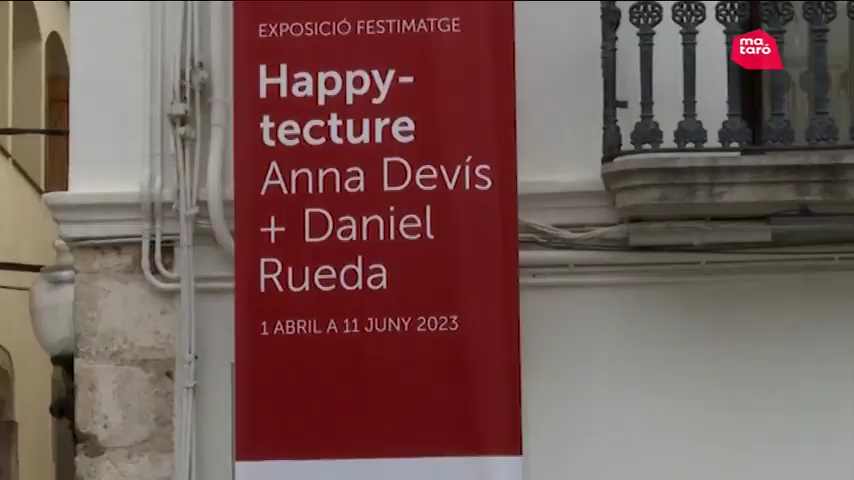 EXPOSICIÓ FESTIMATGE
Happy-
tecture
Anna Devís
+ Daniel
Rueda
1 ABRIL A 11 JUNY 2023
ma
taró